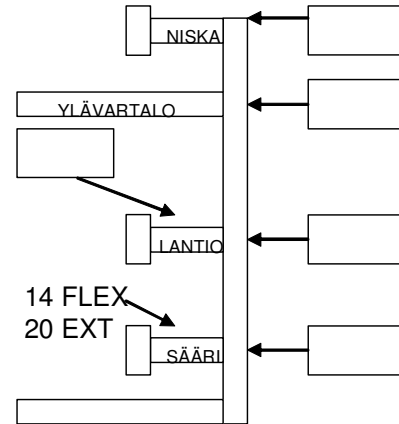 NISKA
YLÄVARTALO
LANTIO
14 FLEX
20 EXT
SÄÄRI